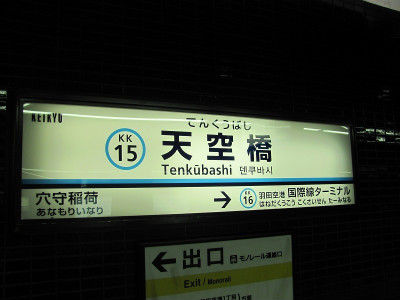 KEIKYU
てんくうばし
KK
15
天空橋
Tenkūbashi 덴쿠바시
穴守稲荷
あなもりいなり
→ KK
16
羽田空港 国際線ターミナル
はねだくうこう こくさいせん たーみなる
← 出口 モノレール連絡口
Exit / Monorail